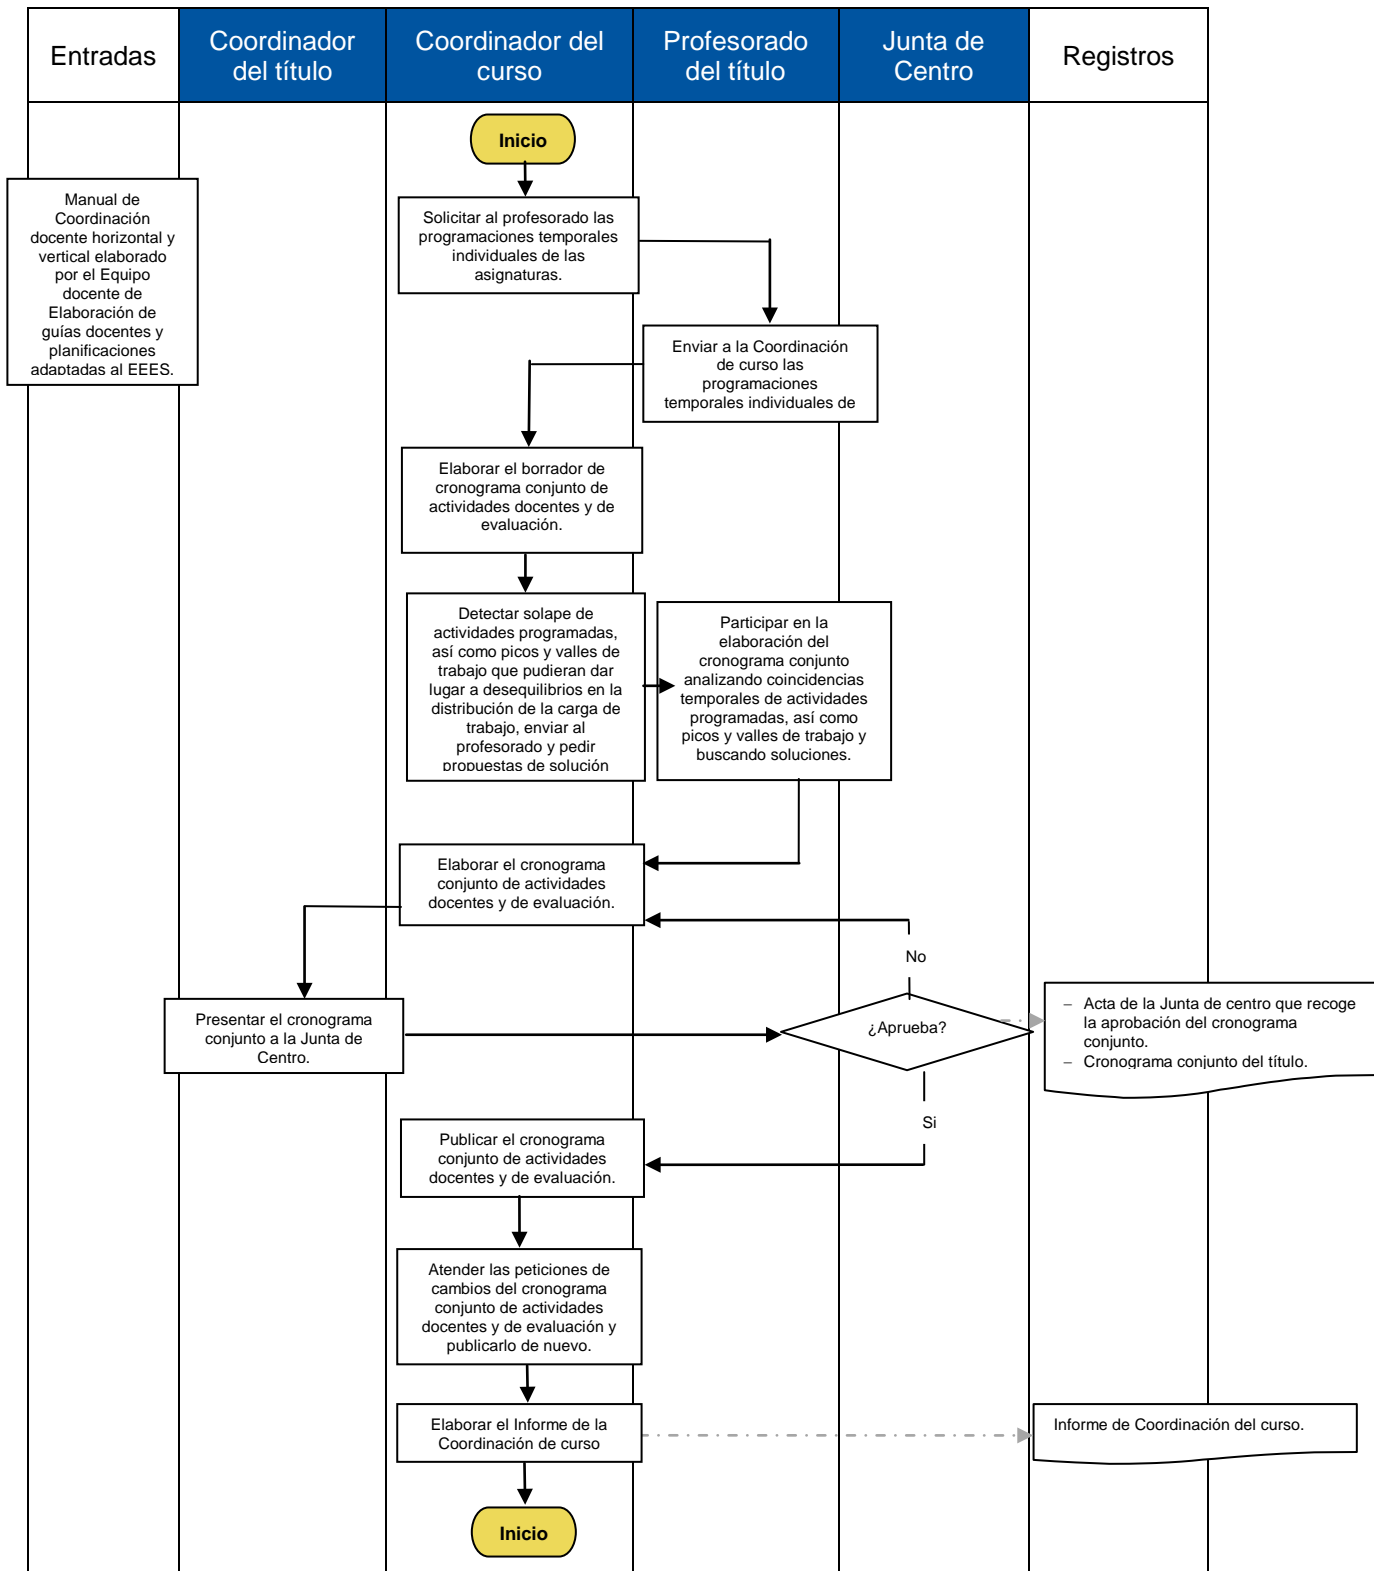 Entradas
Coordinador
del título
Coordinador del
curso
Profesorado
del título
Junta de
Centro
Registros
Inicio
Manual de
Coordinación
docente horizontal y
vertical elaborado
por el Equipo
docente de
Elaboración de
guías docentes y
planificaciones
adaptadas al EEES.
Solicitar al profesorado las
programaciones temporales
individuales de las
asignaturas.
Enviar a la Coordinación
de curso las
programaciones
temporales individuales de
Elaborar el borrador de
cronograma conjunto de
actividades docentes y de
evaluación.
Detectar solape de
actividades programadas,
así como picos y valles de
trabajo que pudieran dar
lugar a desequilibrios en la
distribución de la carga de
trabajo, enviar al
profesorado y pedir
propuestas de solución
Participar en la
elaboración del
cronograma conjunto
analizando coincidencias
temporales de actividades
programadas, así como
picos y valles de trabajo y
buscando soluciones.
Elaborar el cronograma
conjunto de actividades
docentes y de evaluación.
No
Presentar el cronograma
conjunto a la Junta de
Centro.
¿Aprueba?
– Acta de la Junta de centro que recoge
la aprobación del cronograma
conjunto.
– Cronograma conjunto del título.
Si
Publicar el cronograma
conjunto de actividades
docentes y de evaluación.
Atender las peticiones de
cambios del cronograma
conjunto de actividades
docentes y de evaluación y
publicarlo de nuevo.
Elaborar el Informe de la
Coordinación de curso
Informe de Coordinación del curso.
Inicio